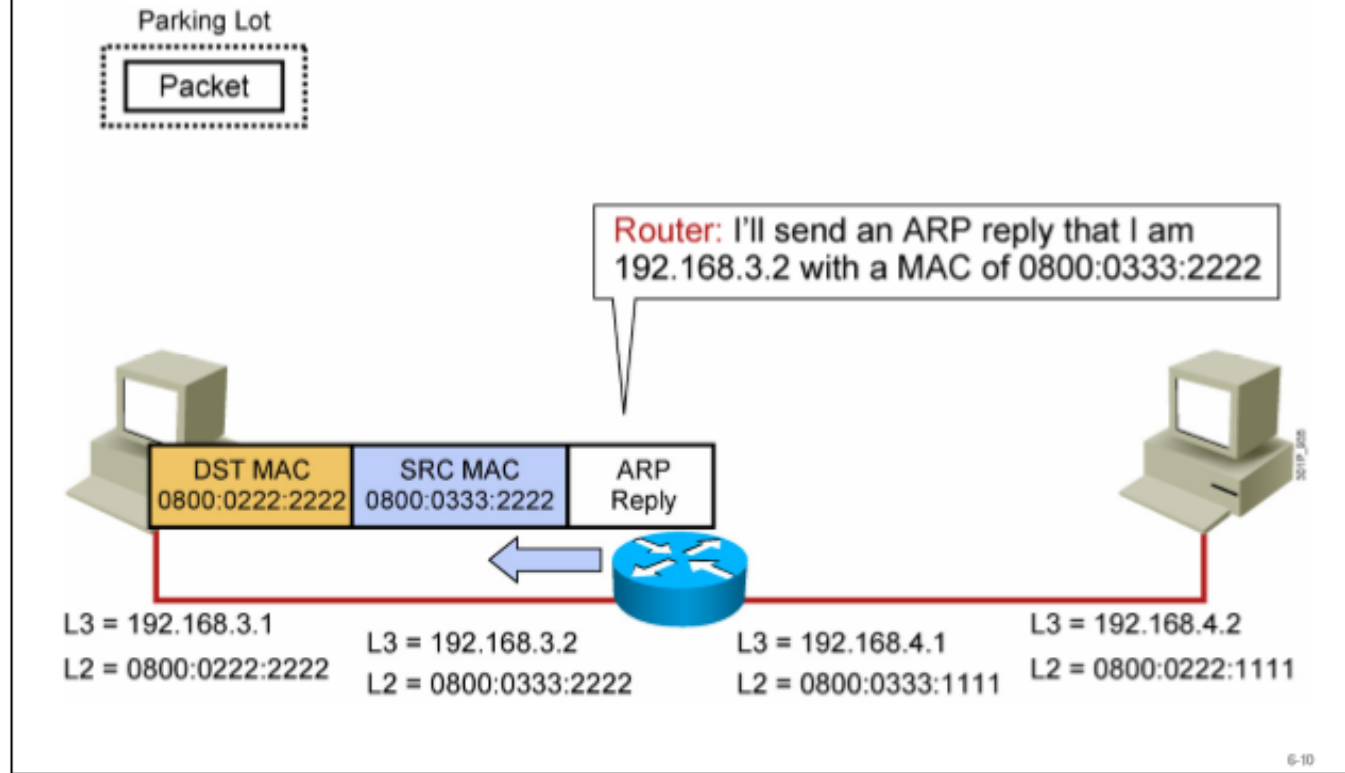 Parking Lot
Packet
Router: I'll send an ARP reply that I am
192.168.3.2 with a MAC of 0800:0333:2222
DST MAC
0800:0222:2222
SRC MAC
0800:0333:2222
ARP
Reply
301P_905
L3 = 192.168.3.1
L2 = 0800:0222:2222
L3 = 192.168.3.2
L2 = 0800:0333:2222
L3 = 192.168.4.1
L2 = 0800:0333:1111
L3 = 192.168.4.2
L2 = 0800:0222:1111
6-10